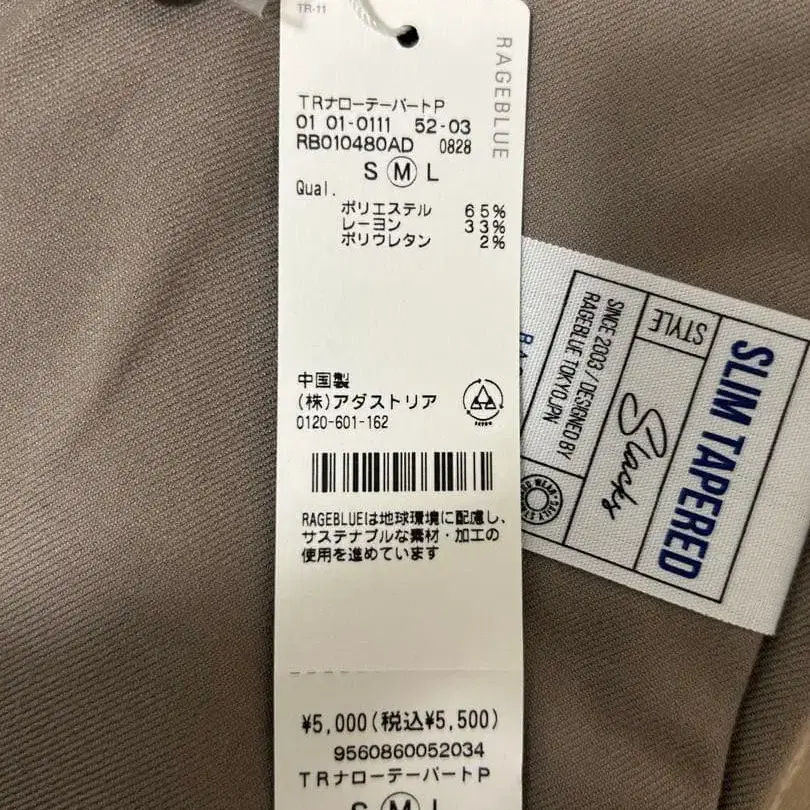 TR-11
RAGEBLUE
TRナローテーパートP
01 01-0111 52-03
RB010480AD 0828
S M L
Qual.
ポリエステル 65%
レーヨン 33%
ポリウレタン 2%
中国製
(株)アダストリア
0120-601-162
RAGEBLUEは地球環境に配慮し、
サステナブルな素材・加工の
使用を進めています
¥5,000(税込¥5,500)
9560860052034
TRナローテーパートP
S M L
SLIM TAPERED
STYLE
Slacks
SINCE 2003 / DESIGNED BY
RAGEBLUE TOKYO.JPN